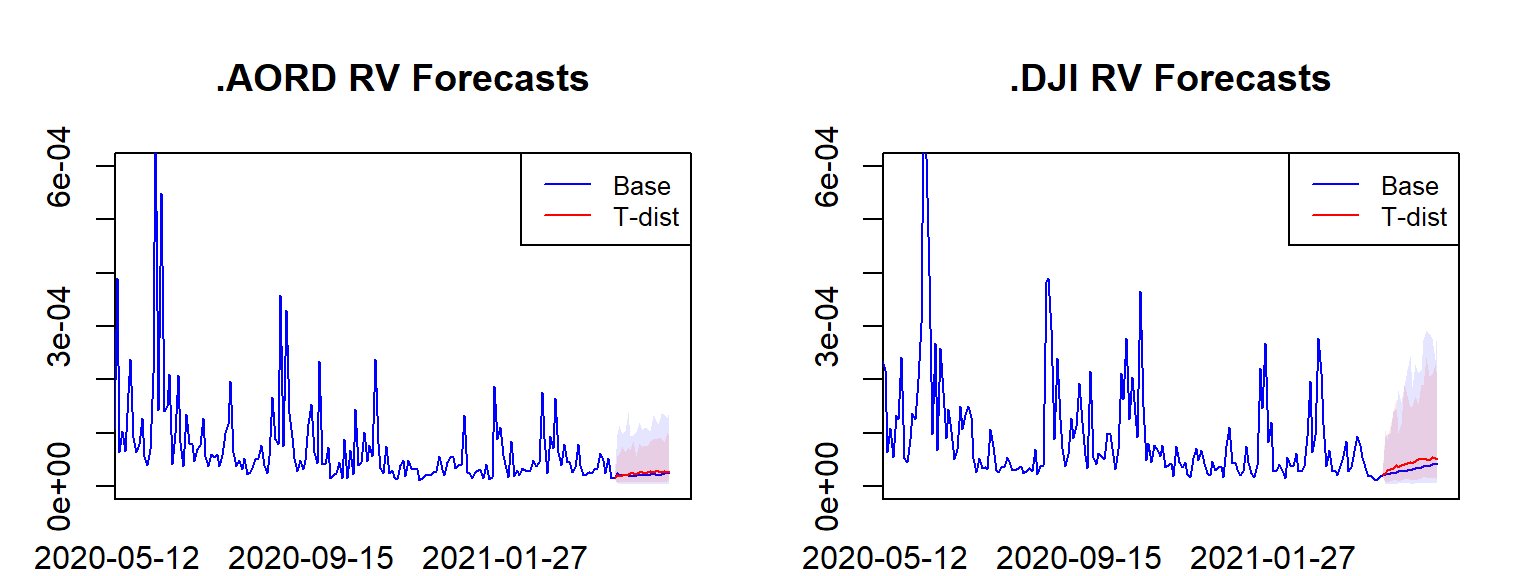 .AORD RV Forecasts
6e-04
3e-04
0e+00
Base
T-dist
2020-05-12 2020-09-15 2021-01-27
.DJI RV Forecasts
6e-04
3e-04
0e+00
Base
T-dist
2020-05-12 2020-09-15 2021-01-27